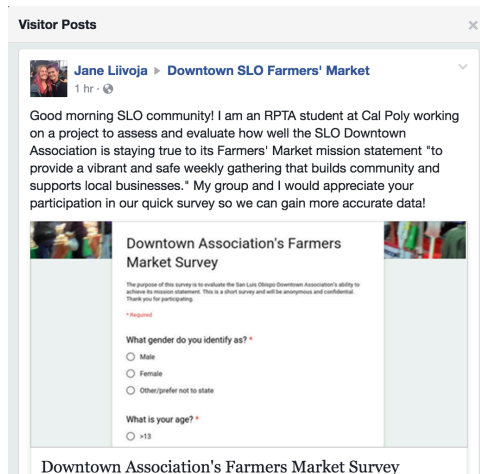 Visitor Posts
Jane Liivoja ▸ Downtown SLO Farmers' Market
1 hr ·
Good morning SLO community! I am an RPTA student at Cal Poly working
on a project to assess and evaluate how well the SLO Downtown
Association is staying true to its Farmers' Market mission statement "to
provide a vibrant and safe weekly gathering that builds community and
supports local businesses." My group and I would appreciate your
participation in our quick survey so we can gain more accurate data!
Downtown Association's Farmers
Market Survey
The purpose of this survey is to evaluate the San Luis Obispo Downtown Association's ability to
achieve its mission statement. This is a short survey and will be anonymous and confidential.
Thank you for participating.
* Required
What gender do you identify as? *
Male
Female
Other/prefer not to state
What is your age? *
>13
Downtown Association's Farmers Market Survey